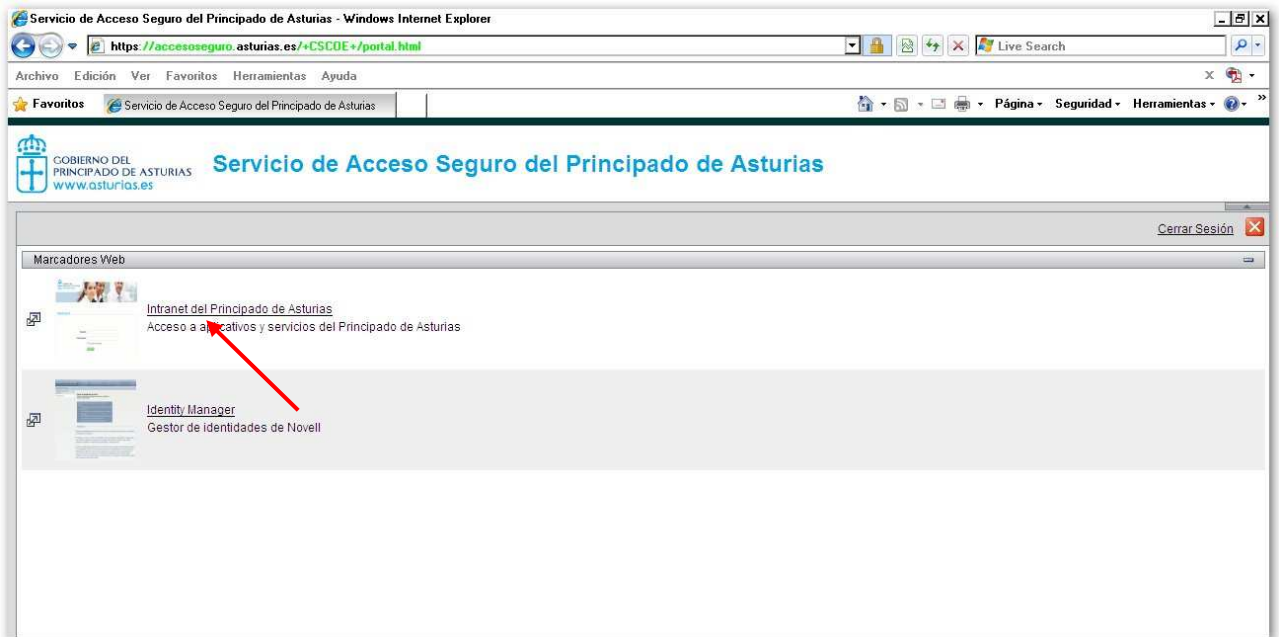 Servicio de Acceso Seguro del Principado de Asturias - Windows Internet Explorer
https://accesoseguro.asturias.es/+CSCOE+/portal.html
Live Search
Archivo Edición Ver Favoritos Herramientas Ayuda
Favoritos Servicio de Acceso Seguro del Principado de Asturias Página Seguridad Herramientas
GOBIERNO DEL
PRINCIPADO DE ASTURIAS
www.asturias.es
Servicio de Acceso Seguro del Principado de Asturias
Cerrar Sesión
Marcadores Web
Intranet del Principado de Asturias
Acceso a aplicativos y servicios del Principado de Asturias
Identity Manager
Gestor de identidades de Novell